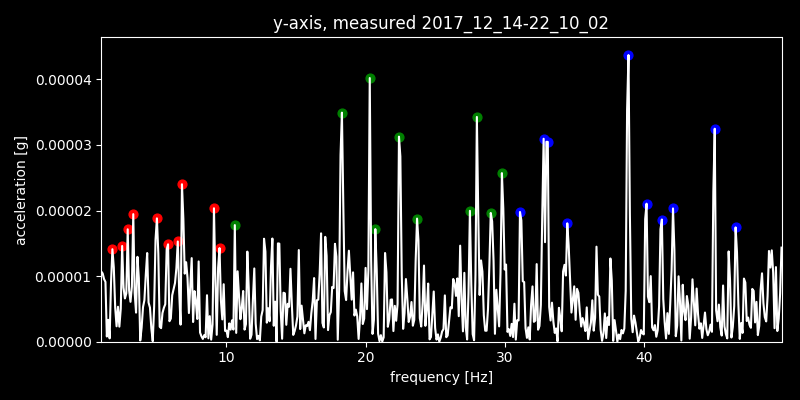 y-axis, measured 2017_12_14-22_10_02
0.00004
0.00003
0.00002
0.00001
0.00000
acceleration [g]
10 20 30 40
frequency [Hz]